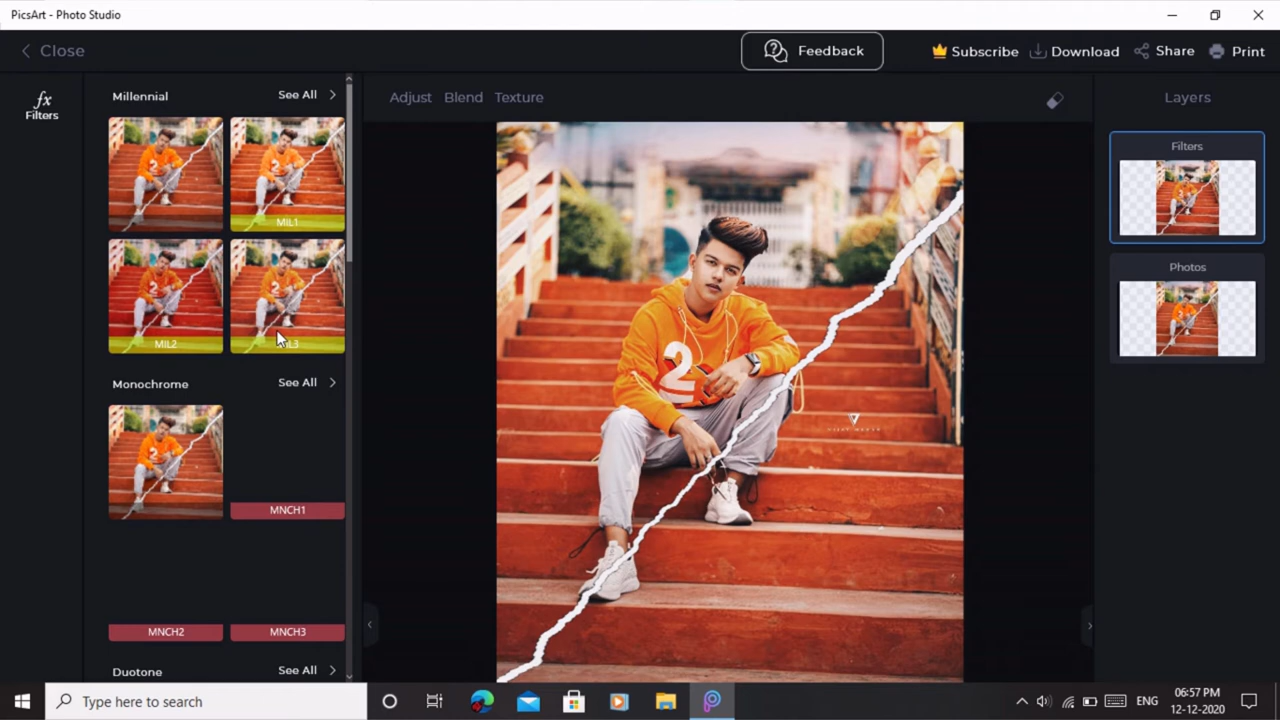 PicsArt - Photo Studio
Close
Feedback
Subscribe
Download
Share
Print
fx
Filters
Millennial
See All
MIL1
MIL2
Monochrome
See All
MNCH1
MNCH2
MNCH3
Duotone
See All
Adjust
Blend
Texture
2
Layers
Filters
Photos
Type here to search
ENG
06:57 PM
12-12-2020